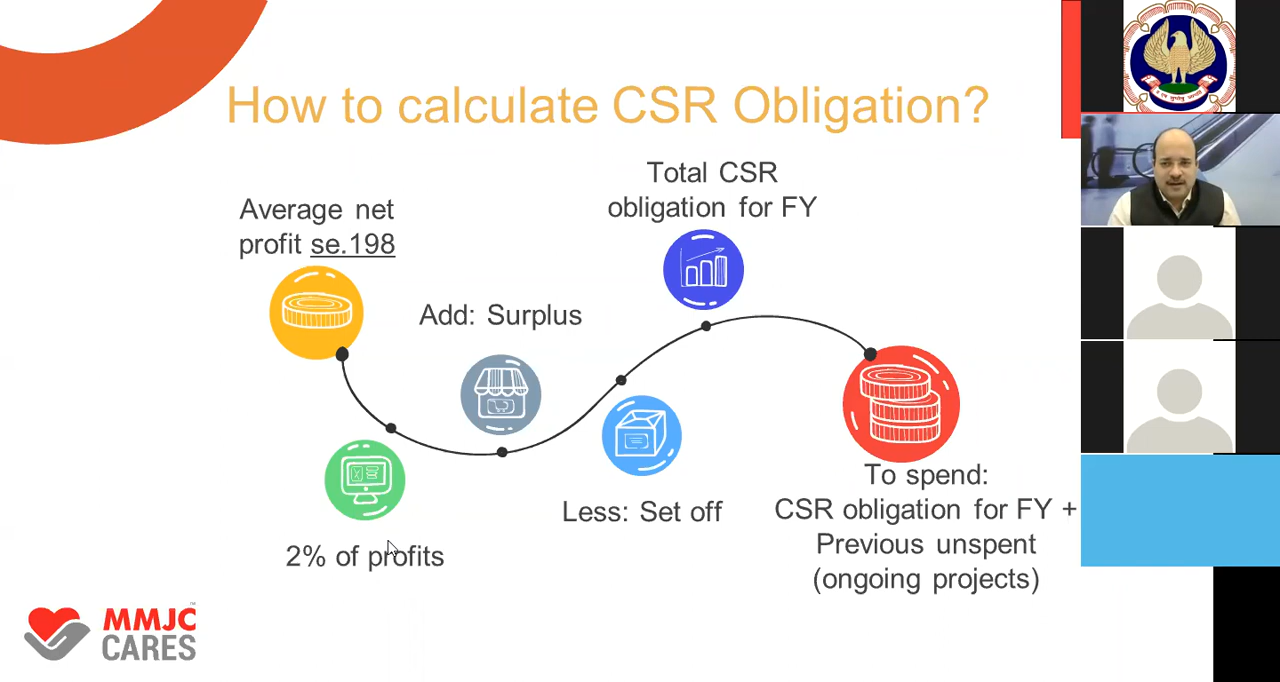 How to calculate CSR Obligation?
Average net
profit se.198
2% of profits
Add: Surplus
Less: Set off
Total CSR
obligation for FY
To spend:
CSR obligation for FY +
Previous unspent
(ongoing projects)
MMJC
CARES